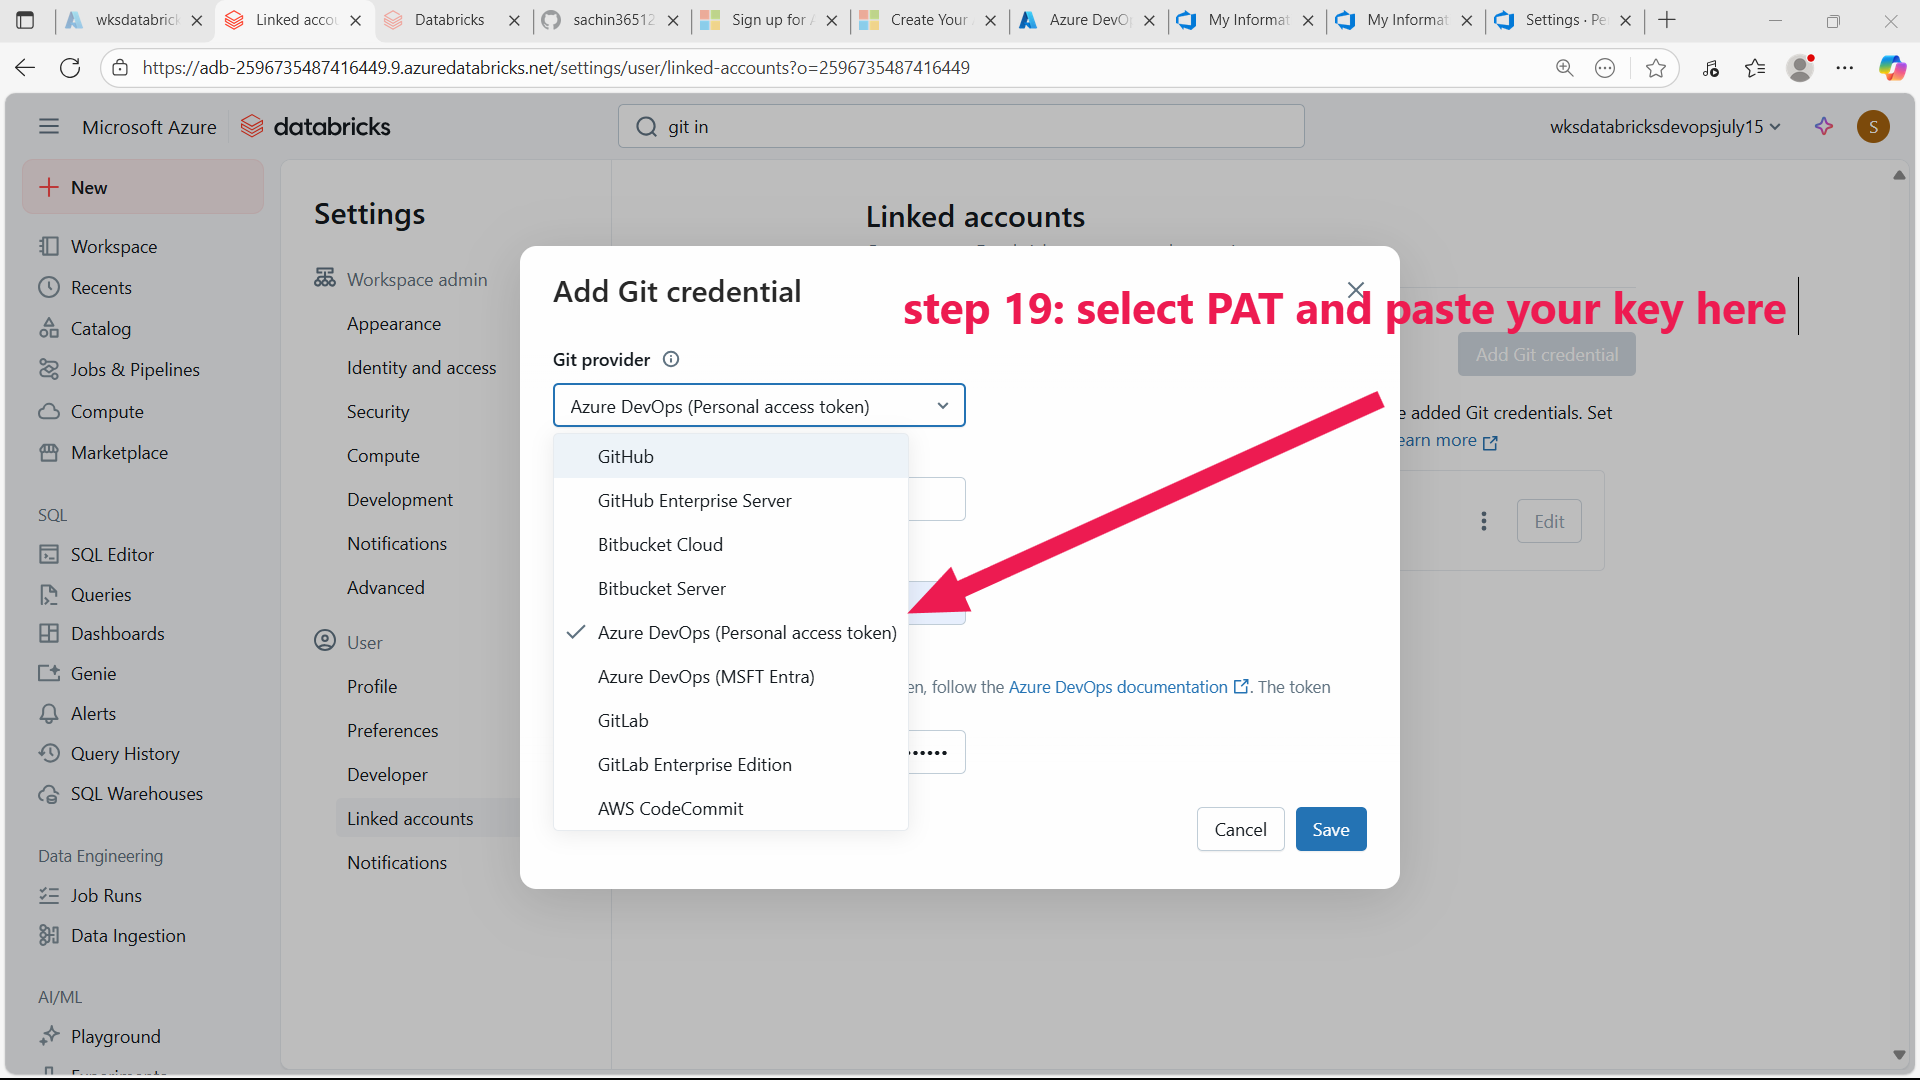 wksdatabrick
Linked accou
Databricks
sachin36512
Sign up for A
Create Your A
Azure DevO
My Informat
My Informat
Settings · Pe
https://adb-2596735487416449.9.azuredatabricks.net/settings/user/linked-accounts?o=2596735487416449
Microsoft Azure
databricks
git in
wksdatabricksdevopsjuly15
S
New
Workspace
Recents
Catalog
Jobs & Pipelines
Compute
Marketplace
SQL
SQL Editor
Queries
Dashboards
Genie
Alerts
Query History
SQL Warehouses
Data Engineering
Job Runs
Data Ingestion
AI/ML
Playground
Experiments
Settings
Workspace admin
Appearance
Identity and access
Security
Compute
Development
Notifications
Advanced
User
Profile
Preferences
Developer
Linked accounts
Notifications
Linked accounts
Add Git credential
step 19: select PAT and paste your key here
Git provider
Azure DevOps (Personal access token)
GitHub
GitHub Enterprise Server
Bitbucket Cloud
Bitbucket Server
Azure DevOps (Personal access token)
Azure DevOps (MSFT Entra)
GitLab
GitLab Enterprise Edition
AWS CodeCommit
en, follow the Azure DevOps documentation. The token
Cancel
Save
Add Git credential
e added Git credentials. Set
earn more
Edit